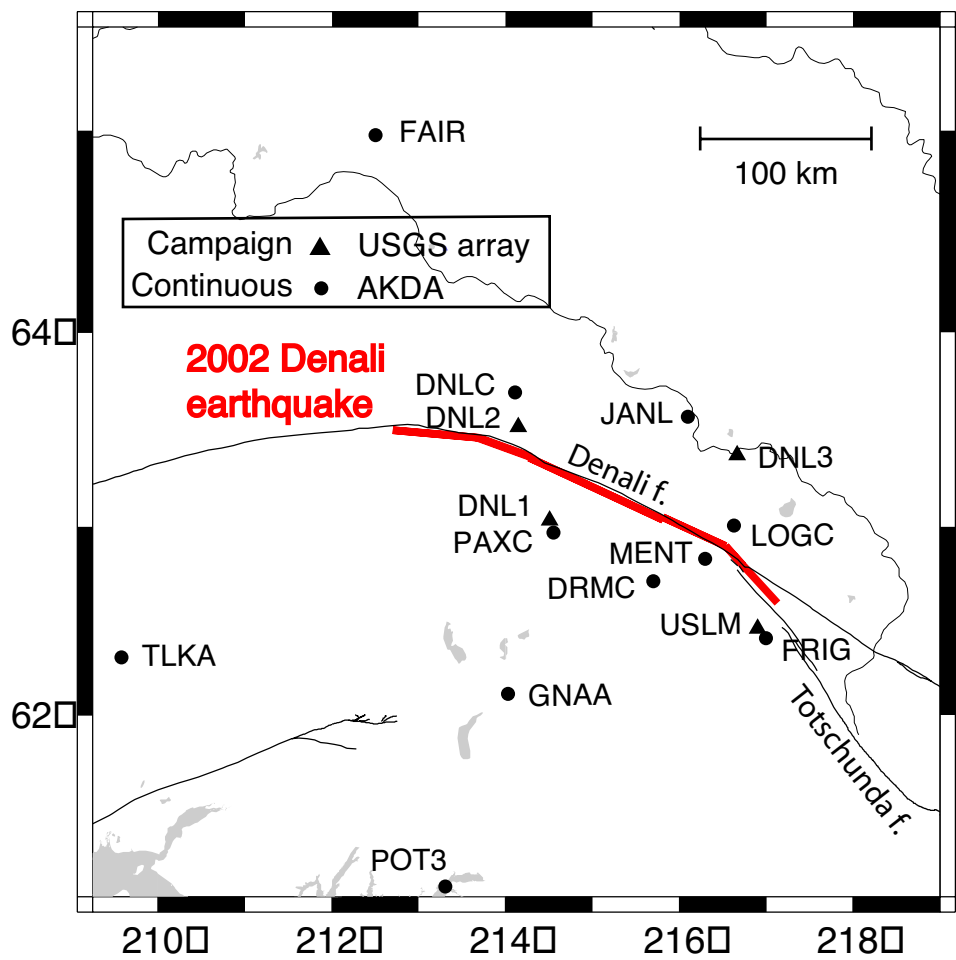 FAIR
100 km
Campaign ▲ USGS array
Continuous ● AKDA
64□
2002 Denali
earthquake
DNLC
DNL2
JANL
DNL3
Denali f.
DNL1
PAXC
LOGC
MENT
DRMC
USLM
FRIG
TLKA
GNAA
62□
Totschunda f.
POT3
210□ 212□ 214□ 216□ 218□